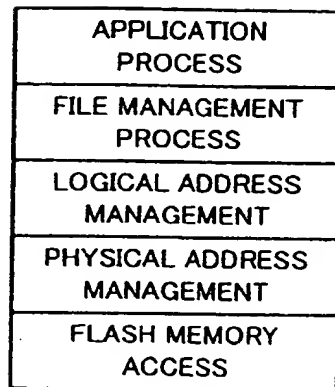 APPLICATION
PROCESS
FILE MANAGEMENT
PROCESS
LOGICAL ADDRESS
MANAGEMENT
PHYSICAL ADDRESS
MANAGEMENT
FLASH MEMORY
ACCESS